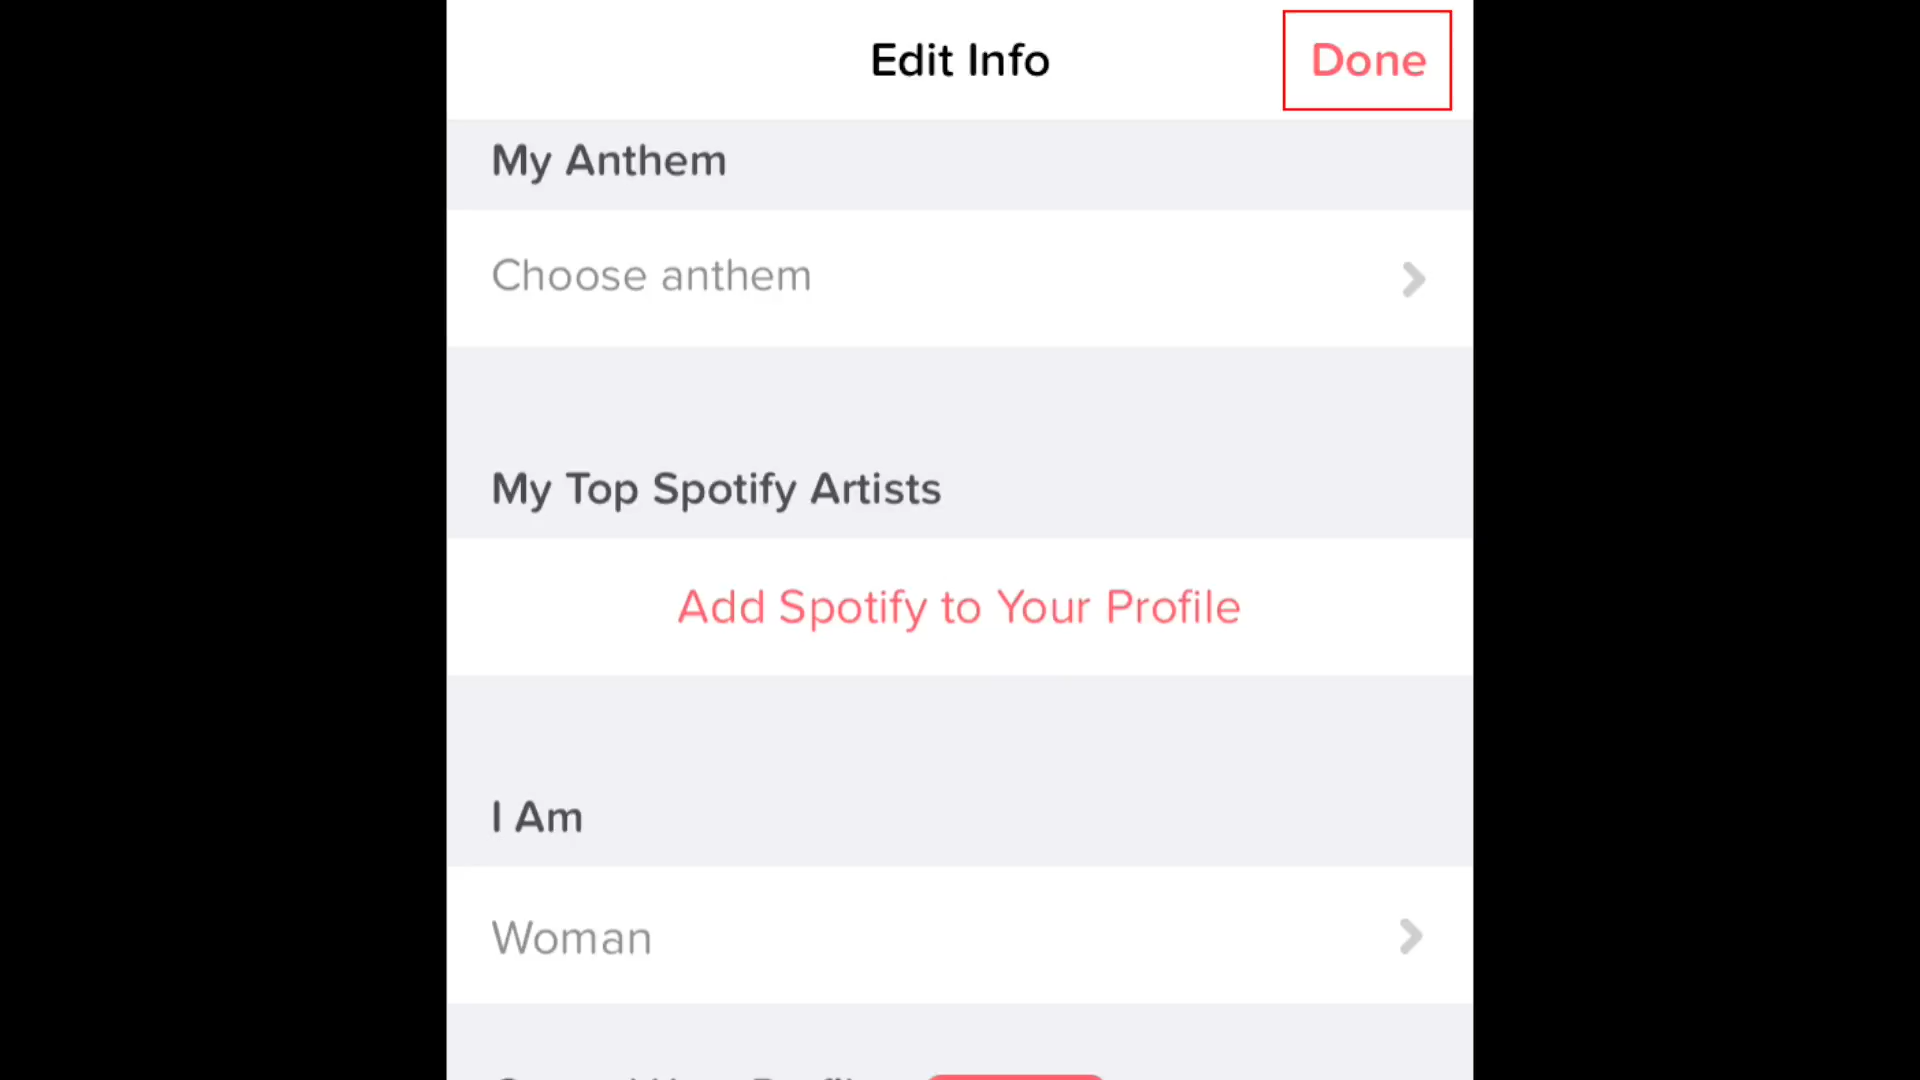 Edit Info
Done
My Anthem
Choose anthem
My Top Spotify Artists
Add Spotify to Your Profile
I Am
Woman